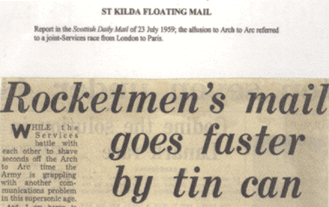 ST KILDA FLOATING MAIL
Report in the Scottish Daily Mail of 23 July 1959; the allusion to Arch to Arc referred
to a joint-Services race from London to Paris.
Rocketmen's mail
goes faster
by tin can
WHILE the
Services
battle with
each other to shave
seconds off the Arch
to Arc time the
Army is grappling
with another com-
munications problem
in this supersonic age.